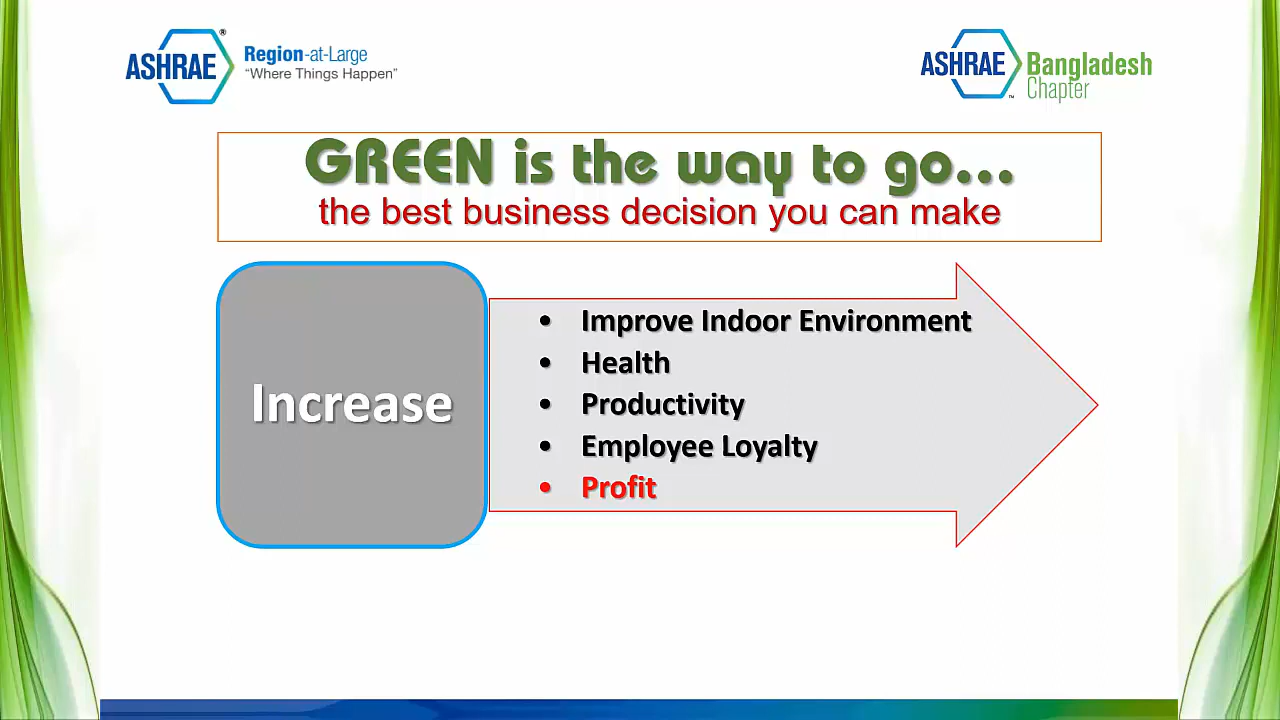 ASHRAE®
Region-at-Large
“Where Things Happen”
ASHRAE™
Bangladesh
Chapter
GREEN is the way to go...
the best business decision you can make
Increase
• Improve Indoor Environment
• Health
• Productivity
• Employee Loyalty
• Profit